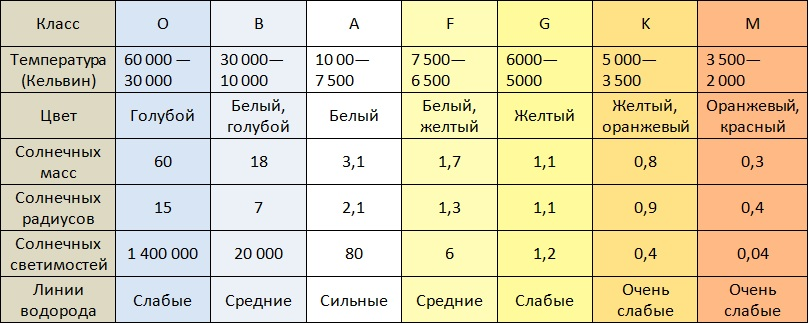 Класс O B A F G K M
Температура 60 000 — 30 000— 10 00— 7 500— 6000— 5 000— 3 500—
(Кельвин) 30 000 10 000 7 500 6 500 5000 3 500 2 000
Цвет Голубой Белый, голубой Белый Белый, желтый Желтый Желтый, оранжевый Оранжевый, красный
Солнечных масс 60 18 3,1 1,7 1,1 0,8 0,3
Солнечных радиусов 15 7 2,1 1,3 1,1 0,9 0,4
Солнечных светимостей 1 400 000 20 000 80 6 1,2 0,4 0,04
Линии водорода Слабые Средние Сильные Средние Слабые Очень слабые Очень слабые